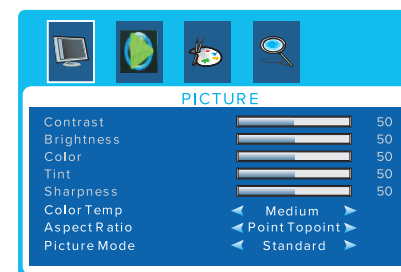 PICTURE
Contrast 50
Brightness 50
Color 50
Tint 50
Sharpness 50
Color Temp Medium
Aspect Ratio Point Topoint
Picture Mode Standard